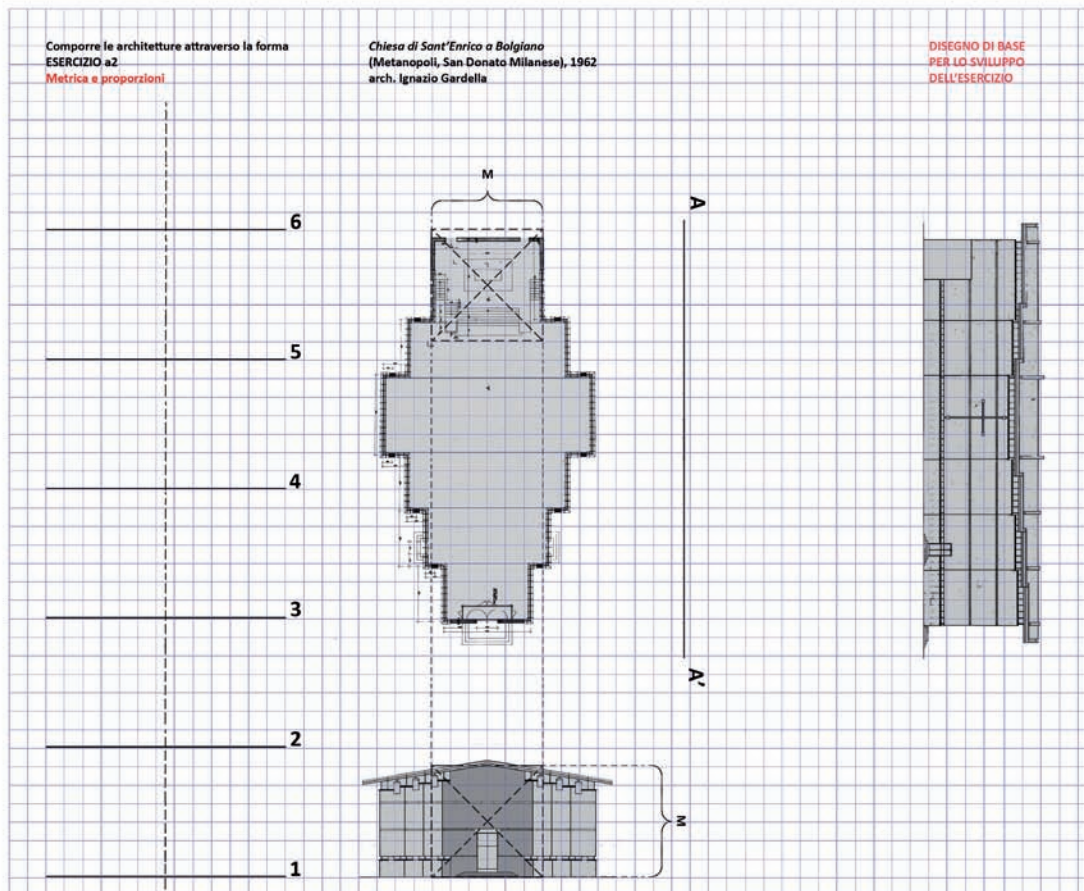 Comporre le architetture attraverso la forma
ESERCIZIO a2
Metrica e proporzioni
Chiesa di Sant'Enrico a Bolgiano
(Metanopoli, San Donato Milanese), 1962
arch. Ignazio Gardella
DISEGNO DI BASE
PER LO SVILUPPO
DELL'ESERCIZIO
M
A
6
5
4
3
A'
2
M
1